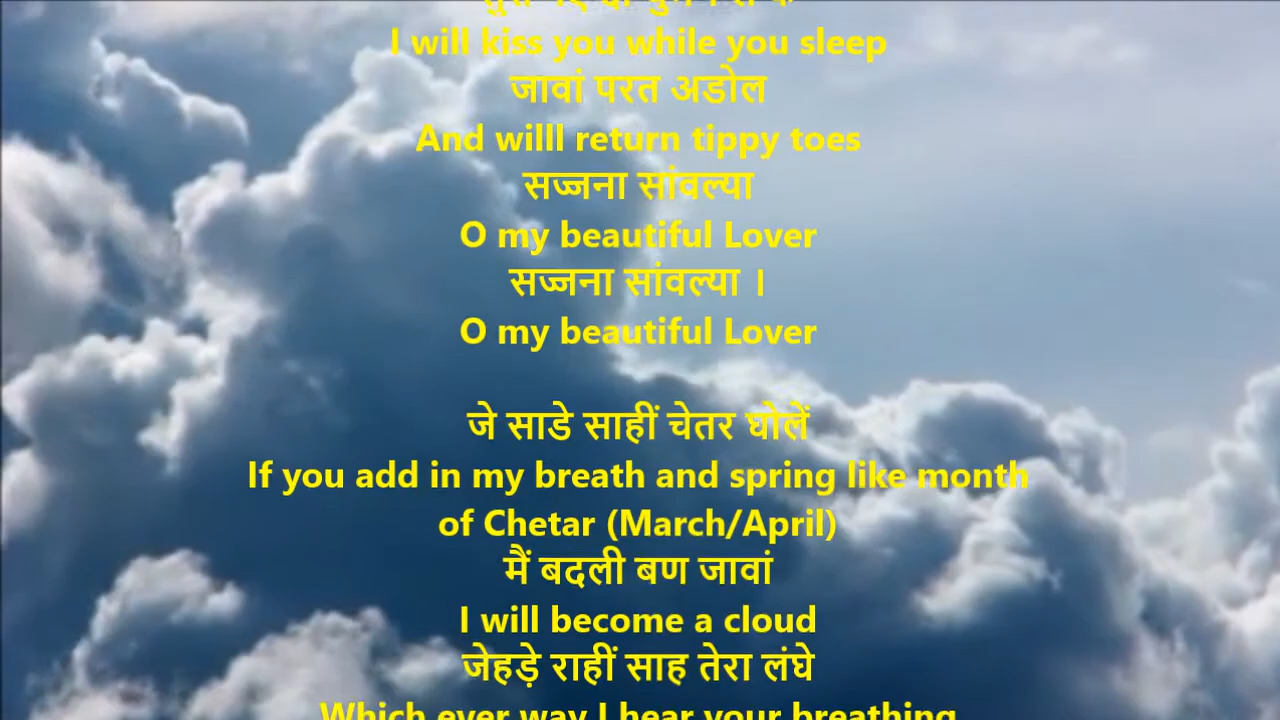 I will kiss you while you sleep
जावां परत अडोल
And willl return tippy toes
सज्जना सांवल्या
O my beautiful Lover
सज्जना सांवल्या ।
O my beautiful Lover
जे साडे साहीं चेतर घोलें
If you add in my breath and spring like month
of Chetar (March/April)
मैं बदली बण जावां
I will become a cloud
जेहड़े राहीं साह तेरा लंघे
Which ever way I hear your breathing